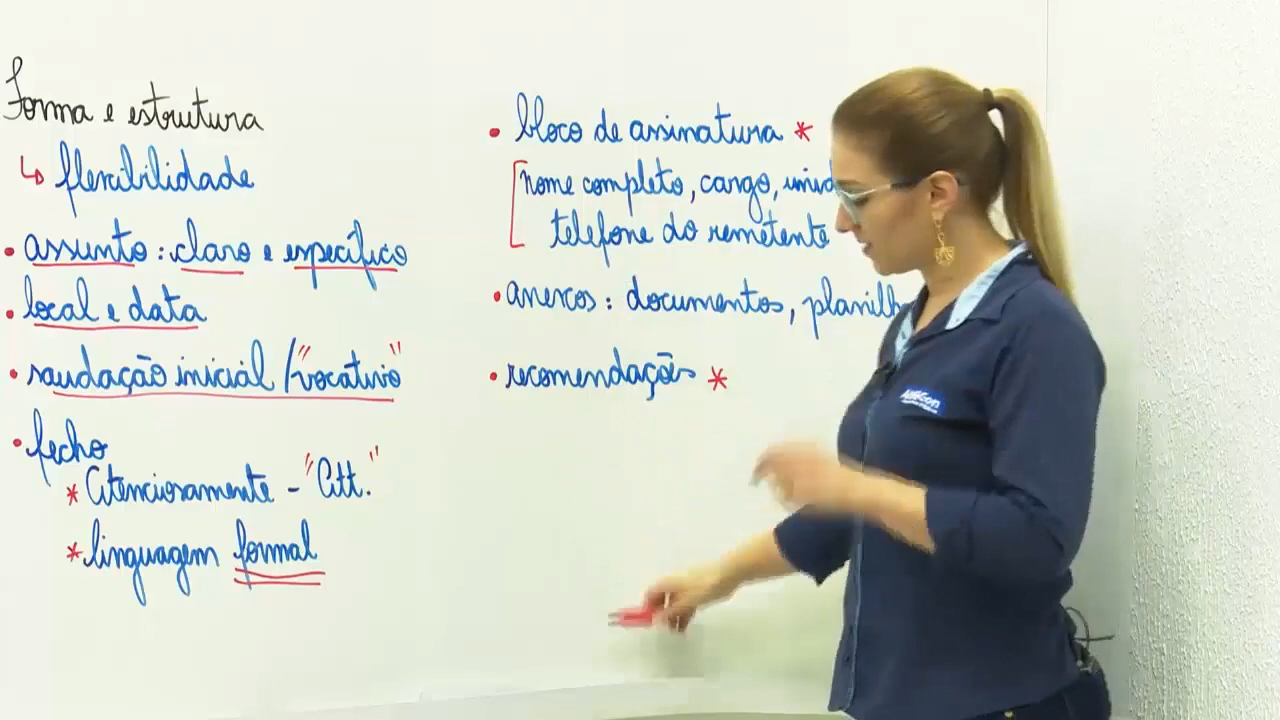 Forma e estrutura
↳ flexibilidade
• assunto: claro e específico
• local e data
• saudação inicial / "vocativo"
• fecho
* Atenciosamente - "Att."
* linguagem formal
• bloco de assinatura *
[nome completo, cargo,
telefone do remetente
• anexos: documentos,
• recomendações *